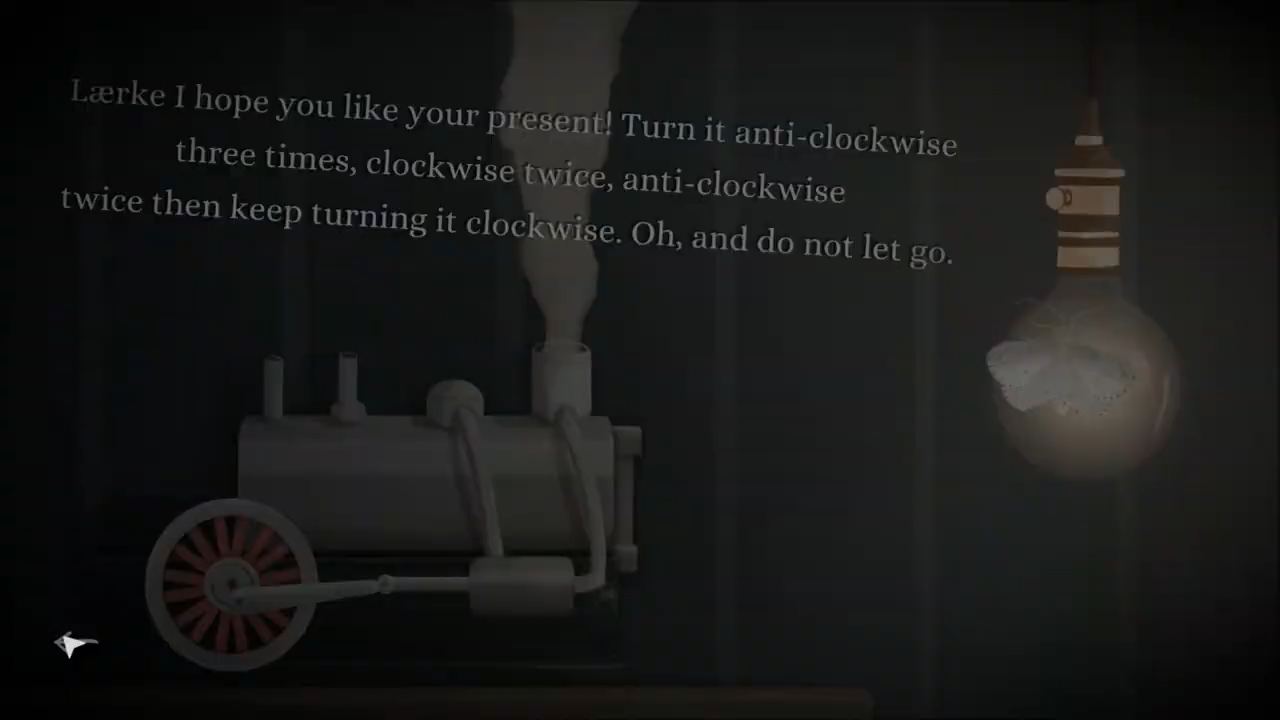 Lærke I hope you like your present! Turn it anti-clockwise
three times, clockwise twice, anti-clockwise
twice then keep turning it clockwise. Oh, and do not let go.